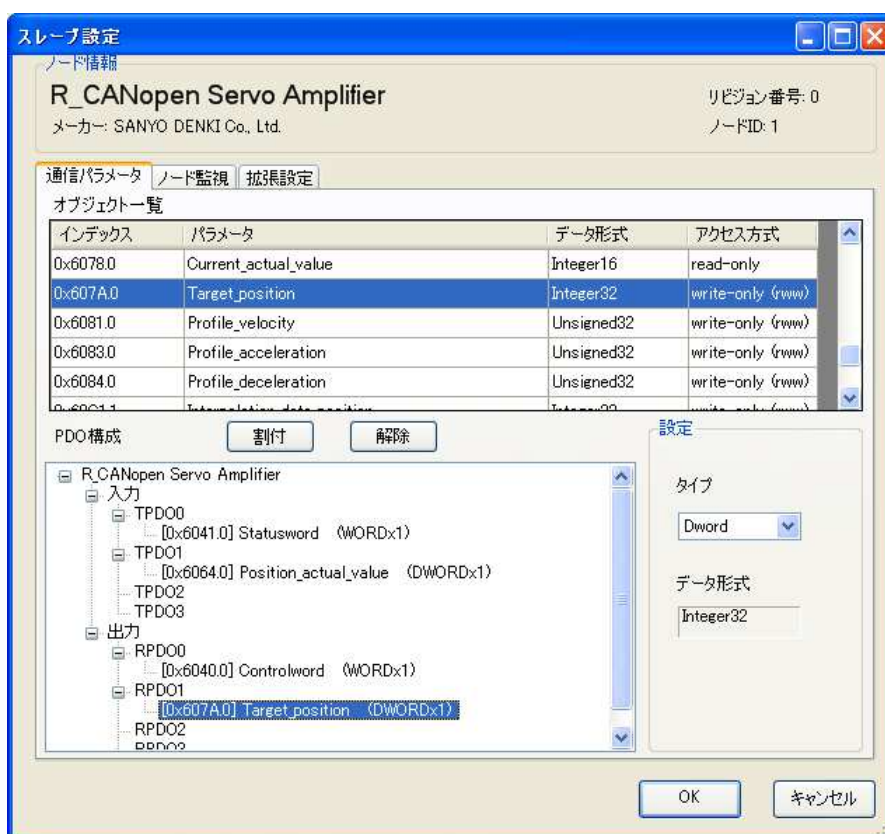 スレーブ設定
ノード情報
R_CANopen Servo Amplifier
リビジョン番号: 0
メーカー: SANYO DENKI Co., Ltd.
ノードID: 1
通信パラメータ ノード監視 拡張設定
オブジェクト一覧
インデックス パラメータ データ形式 アクセス方式
0x6078.0 Current_actual_value Integer16 read-only
0x607A.0 Target_position Integer32 write-only (rww)
0x6081.0 Profile_velocity Unsigned32 write-only (rww)
0x6083.0 Profile_acceleration Unsigned32 write-only (rww)
0x6084.0 Profile_deceleration Unsigned32 write-only (rww)
PDO構成 割付 解除
設定
R_CANopen Servo Amplifier
入力
TPDO0
[0x6041.0] Statusword (WORDx1)
TPDO1
[0x6064.0] Position_actual_value (DWORDx1)
TPDO2
TPDO3
出力
RPDO0
[0x6040.0] Controlword (WORDx1)
RPDO1
[0x607A.0] Target_position (DWORDx1)
RPDO2
タイプ
Dword
データ形式
Integer32
OK キャンセル